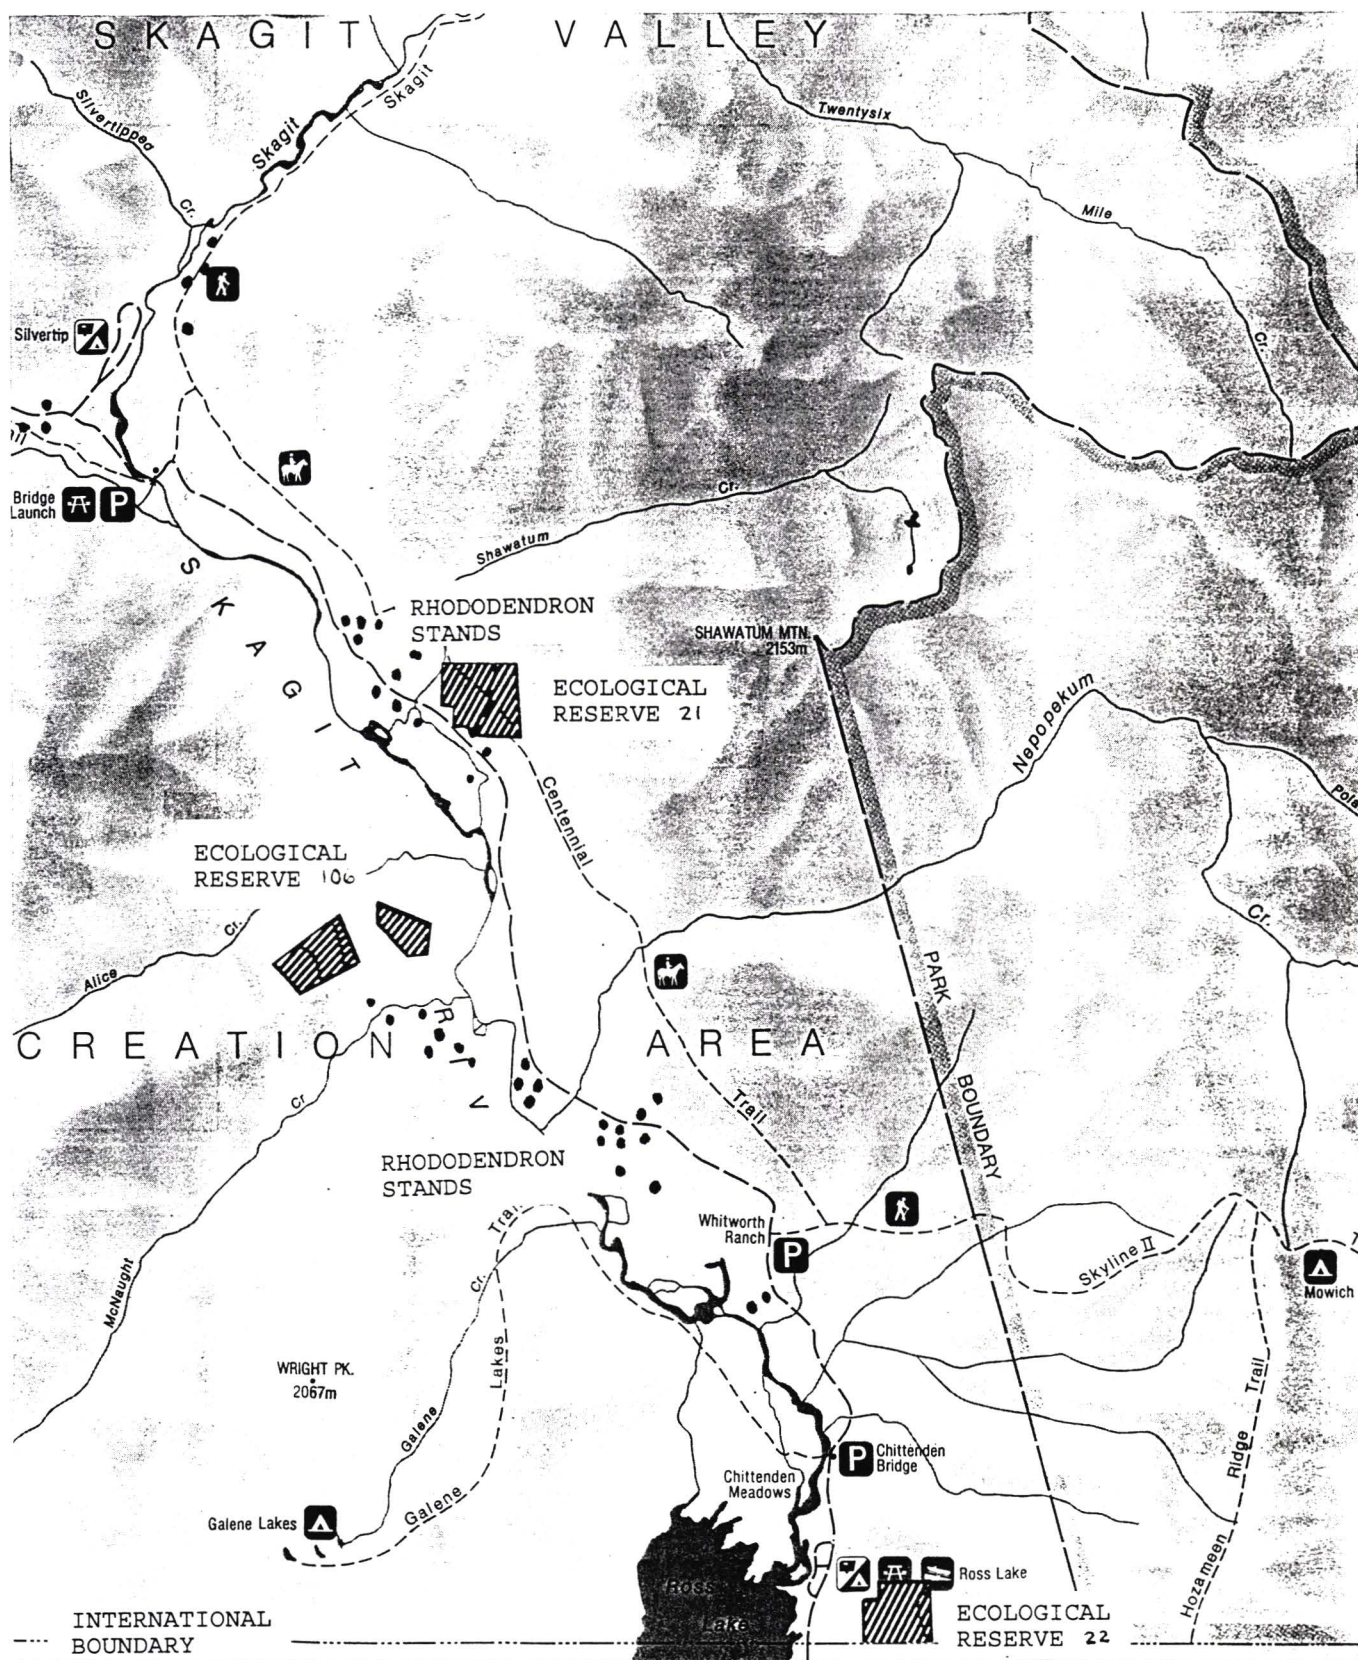 SKAGIT VALLEY
Silvertipped
Cr.
Skagit
Skagit
Twentysix
Mile
Cr.
Silvertip
Bridge
Launch
P
Shawatum
Cr.
SKAGIT
RHODODENDRON
STANDS
SHAWATUM MTN.
2153m
ECOLOGICAL
RESERVE 21
Nepopekum
Cr.
Centennial
ECOLOGICAL
RESERVE 106
Alice
Cr.
PARK
BOUNDARY
CREATION AREA
R I V
McNaught
Cr
Trail
RHODODENDRON
STANDS
Whitworth
Ranch
P
Trail
Skyline II
Mowich
WRIGHT PK.
2067m
Galene
Cr.
Lakes
Galene
Galene Lakes
Chittenden
Meadows
P
Chittenden
Bridge
Hozameen
Ridge
Trail
Ross
Lake
Ross Lake
ECOLOGICAL
RESERVE 22
INTERNATIONAL
BOUNDARY